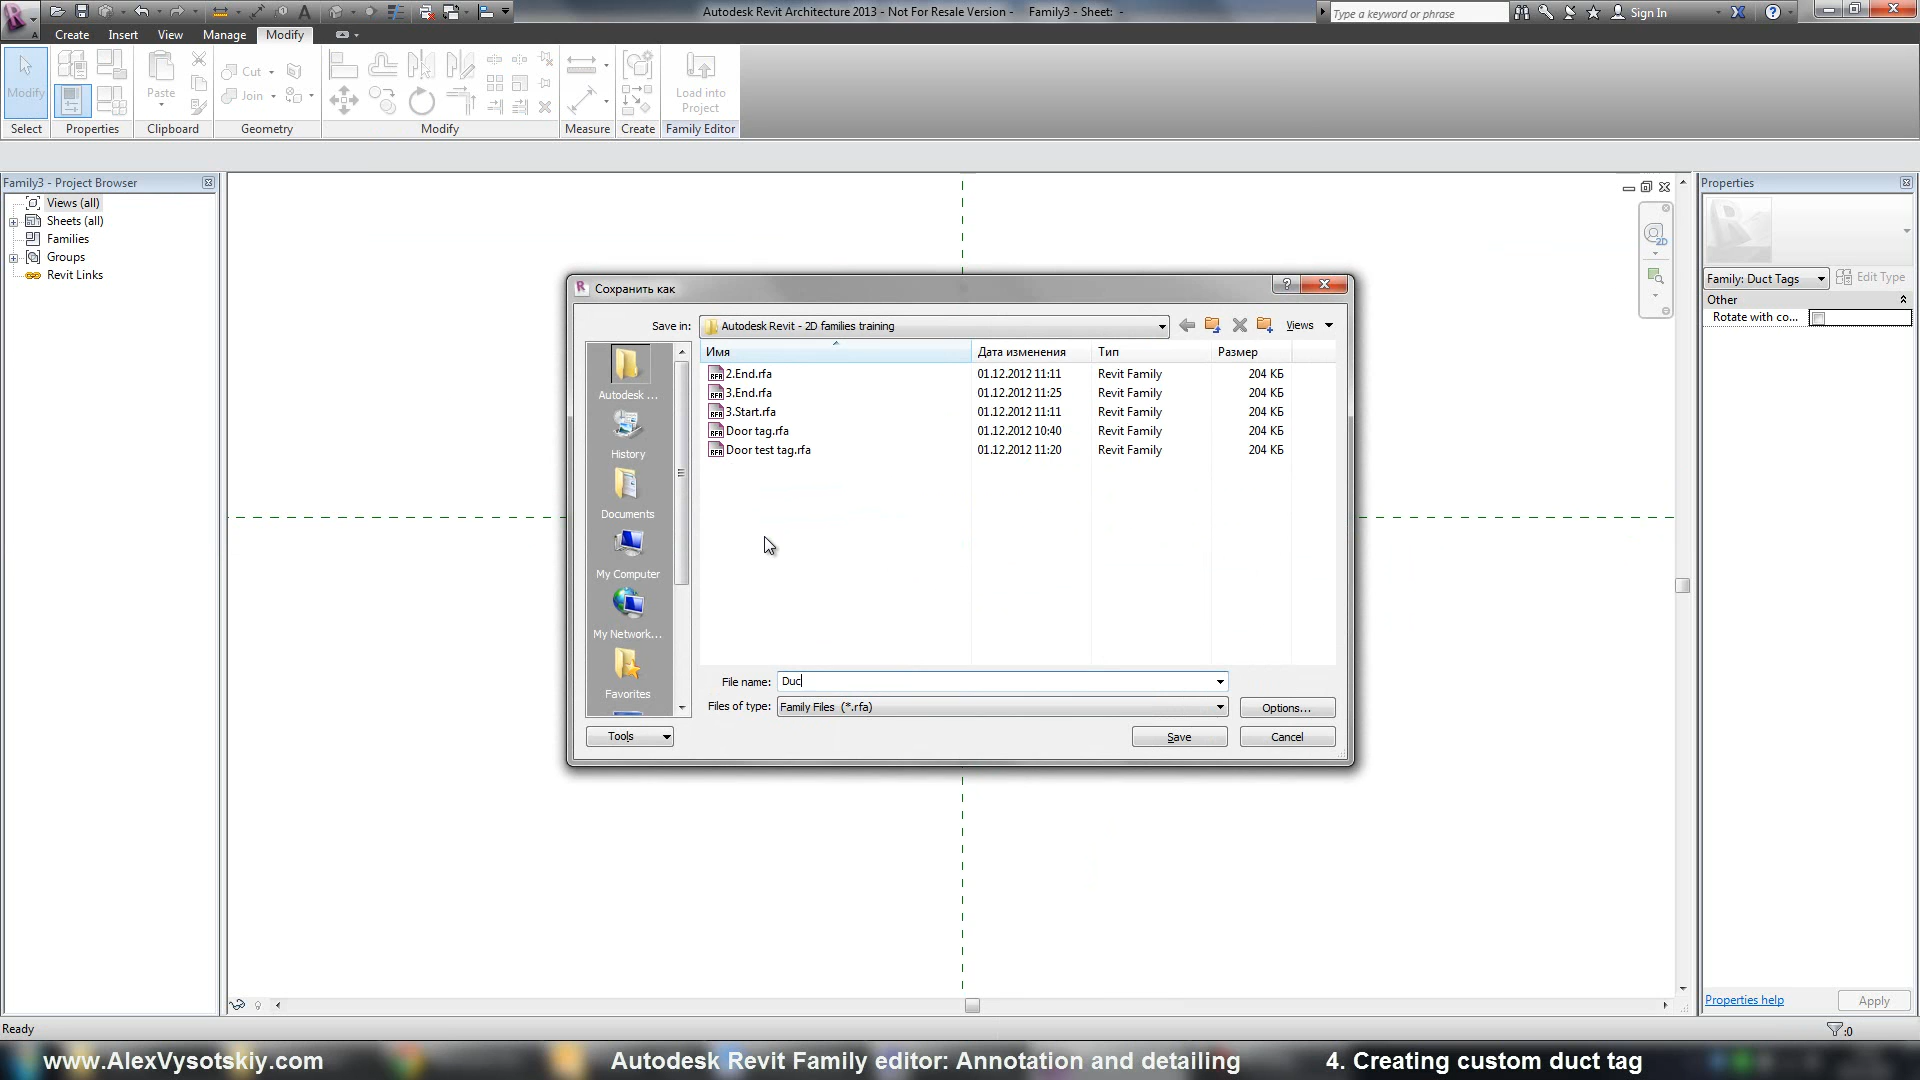 Autodesk Revit Architecture 2013 - Not For Resale Version - Family3 - Sheet: -
Type a keyword or phrase
Sign In
Create Insert View Manage Modify
Modify
Cut
Join
Paste
Load into
Project
Select Properties Clipboard Geometry Modify Measure Create Family Editor
Family3 - Project Browser
Views (all)
Sheets (all)
Families
Groups
Revit Links
Properties
2D
Family: Duct Tags
Edit Type
Other
Rotate with co...
Сохранить как
Save in: Autodesk Revit - 2D families training
Views
Имя Дата изменения Тип Размер
2.End.rfa 01.12.2012 11:11 Revit Family 204 КБ
3.End.rfa 01.12.2012 11:25 Revit Family 204 КБ
3.Start.rfa 01.12.2012 11:11 Revit Family 204 КБ
Door tag.rfa 01.12.2012 10:40 Revit Family 204 КБ
Door test tag.rfa 01.12.2012 11:20 Revit Family 204 КБ
Autodesk ...
History
Documents
My Computer
My Network...
Favorites
File name: Duc
Files of type: Family Files (*.rfa)
Options...
Tools
Save
Cancel
Properties help
Apply
Ready
:0
www.AlexVysotskiy.com
Autodesk Revit Family editor: Annotation and detailing
4. Creating custom duct tag